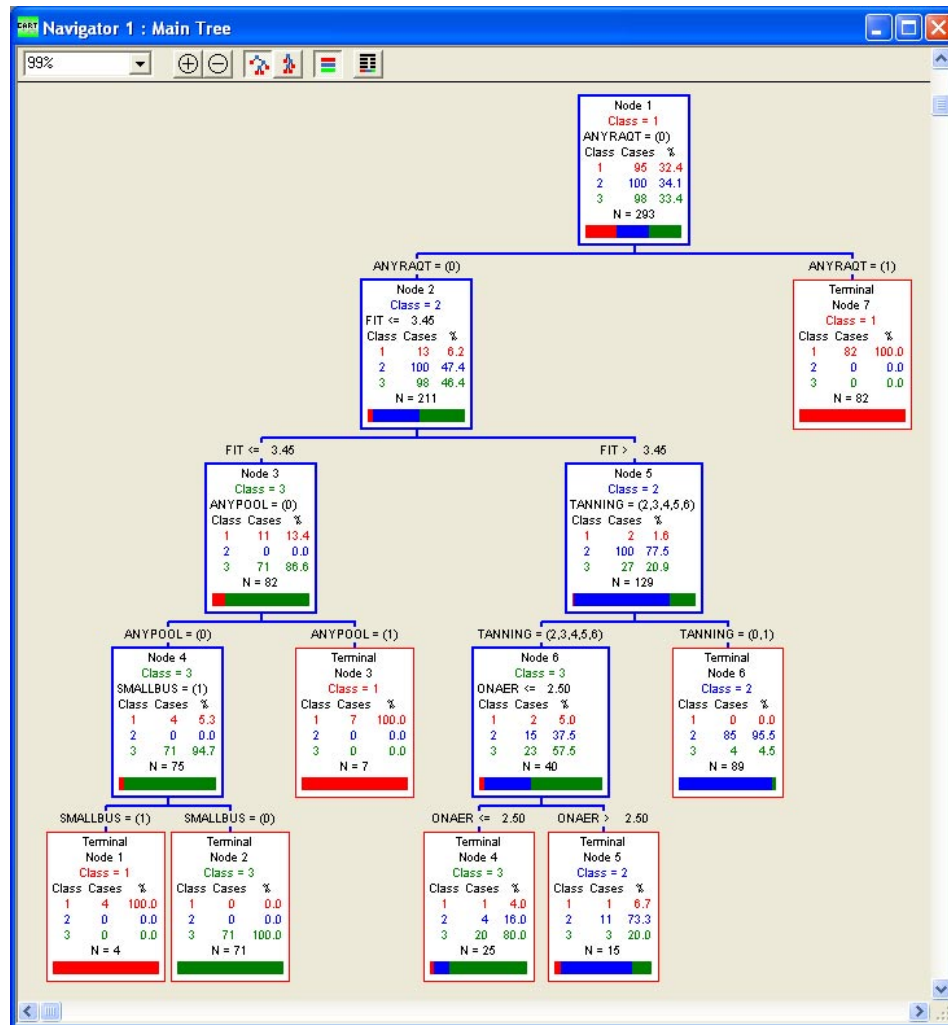 CART Navigator 1 : Main Tree
99%
Node 1
Class = 1
ANYRAQT = (0)
Class Cases %
1 95 32.4
2 100 34.1
3 98 33.4
N = 293
ANYRAQT = (0)
ANYRAQT = (1)
Node 2
Class = 2
FIT <= 3.45
Class Cases %
1 13 6.2
2 100 47.4
3 98 46.4
N = 211
Terminal
Node 7
Class = 1
Class Cases %
1 82 100.0
2 0 0.0
3 0 0.0
N = 82
FIT <= 3.45
FIT > 3.45
Node 3
Class = 3
ANYPOOL = (0)
Class Cases %
1 11 13.4
2 0 0.0
3 71 86.6
N = 82
Node 5
Class = 2
TANNING = (2,3,4,5,6)
Class Cases %
1 2 1.6
2 100 77.5
3 27 20.9
N = 129
ANYPOOL = (0)
ANYPOOL = (1)
TANNING = (2,3,4,5,6)
TANNING = (0,1)
Node 4
Class = 3
SMALLBUS = (1)
Class Cases %
1 4 5.3
2 0 0.0
3 71 94.7
N = 75
Terminal
Node 3
Class = 1
Class Cases %
1 7 100.0
2 0 0.0
3 0 0.0
N = 7
Node 6
Class = 3
ONAER <= 2.50
Class Cases %
1 2 5.0
2 15 37.5
3 23 57.5
N = 40
Terminal
Node 6
Class = 2
Class Cases %
1 0 0.0
2 85 95.5
3 4 4.5
N = 89
SMALLBUS = (1)
SMALLBUS = (0)
ONAER <= 2.50
ONAER > 2.50
Terminal
Node 1
Class = 1
Class Cases %
1 4 100.0
2 0 0.0
3 0 0.0
N = 4
Terminal
Node 2
Class = 3
Class Cases %
1 0 0.0
2 0 0.0
3 71 100.0
N = 71
Terminal
Node 4
Class = 3
Class Cases %
1 1 4.0
2 4 16.0
3 20 80.0
N = 25
Terminal
Node 5
Class = 2
Class Cases %
1 1 6.7
2 11 73.3
3 3 20.0
N = 15